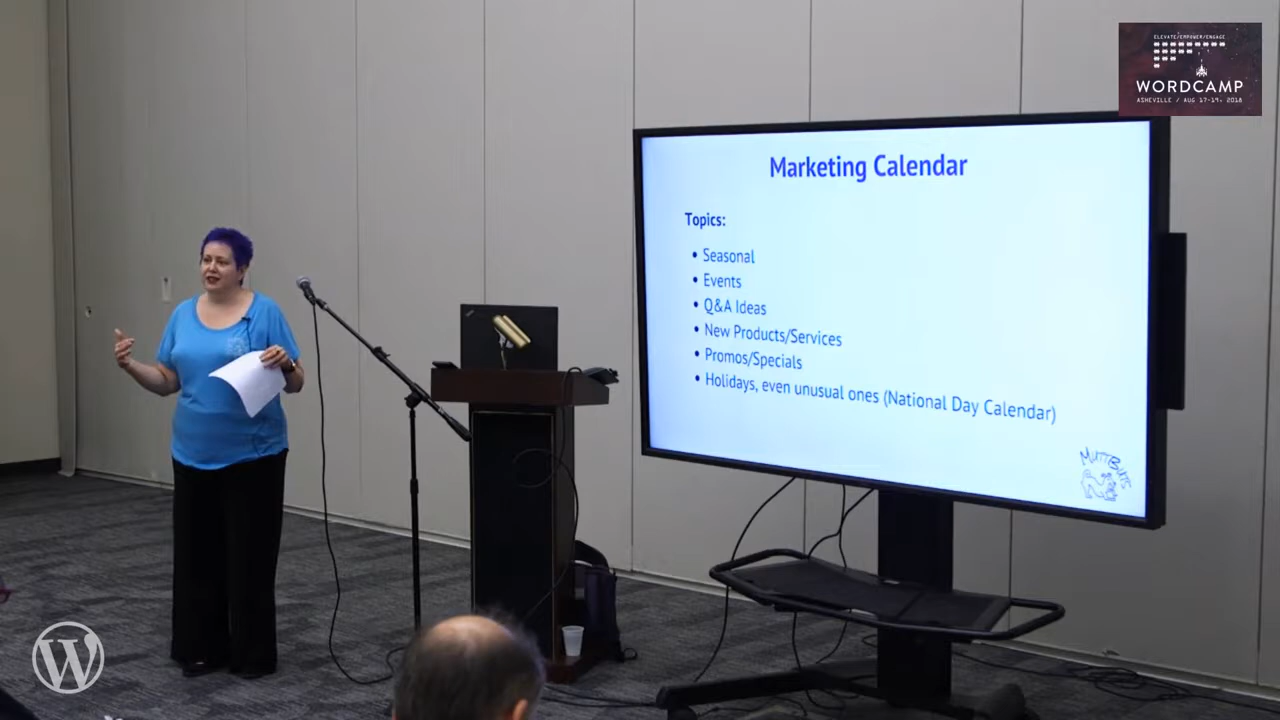 ELEVATE/EMPOWER/ENGAGE
WORDCAMP
ASHEVILLE / AUG 17-19, 2018
Marketing Calendar
Topics:
• Seasonal
• Events
• Q&A Ideas
• New Products/Services
• Promos/Specials
• Holidays, even unusual ones (National Day Calendar)
MuttButts
W